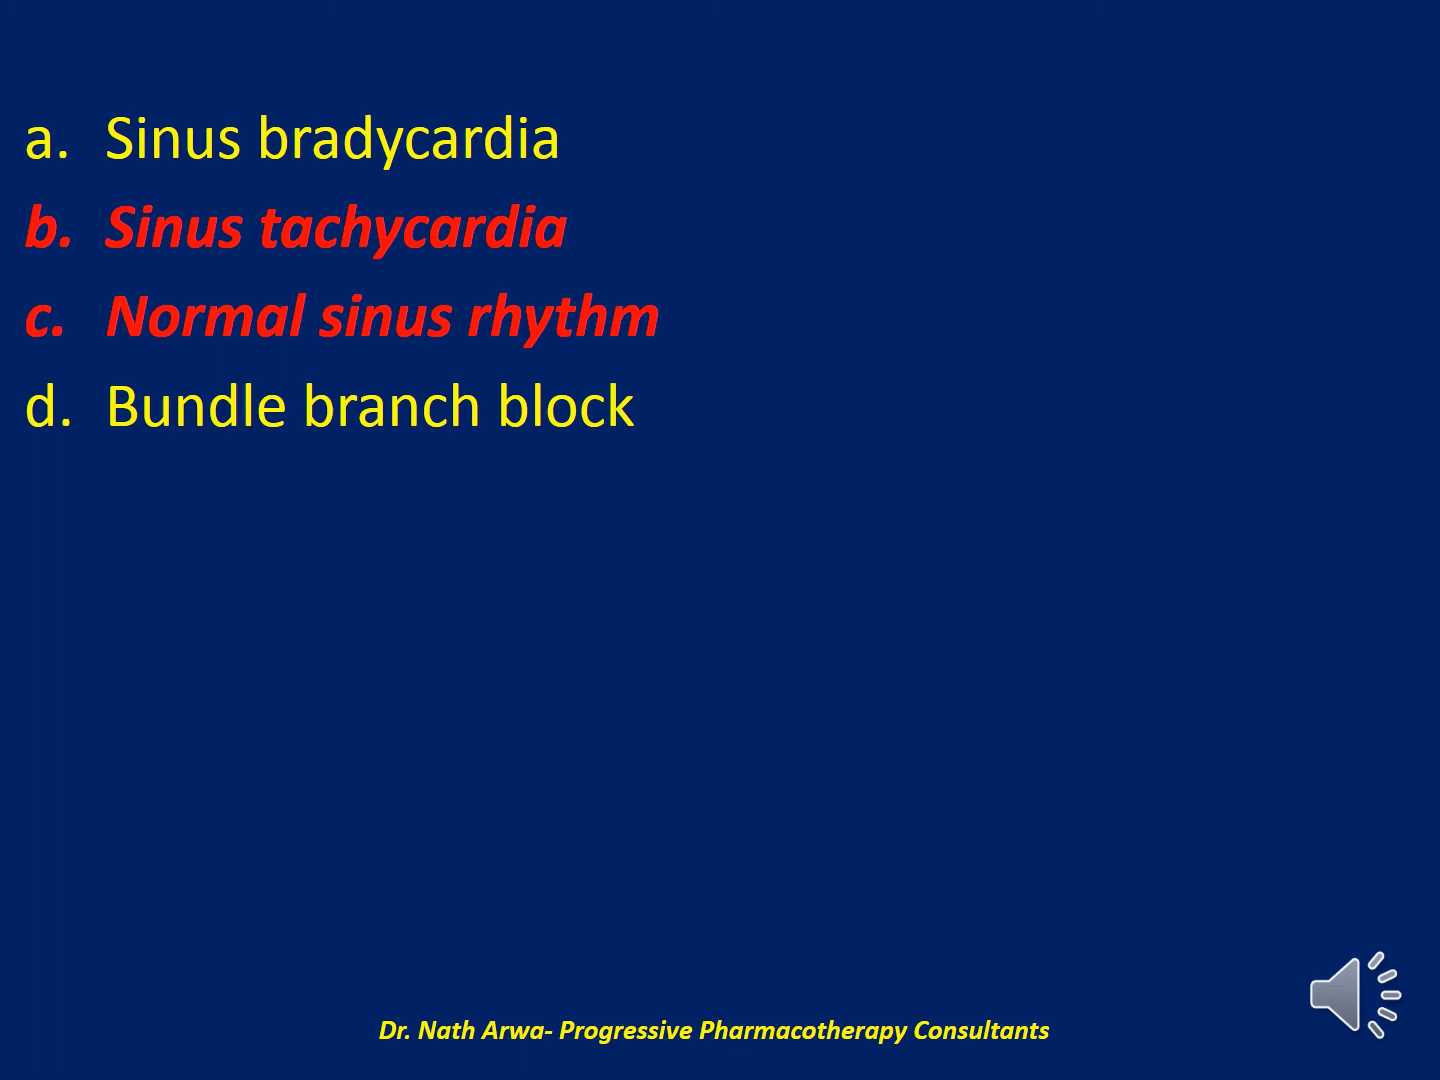 a. Sinus bradycardia
b. Sinus tachycardia
c. Normal sinus rhythm
d. Bundle branch block
Dr. Nath Arwa- Progressive Pharmacotherapy Consultants